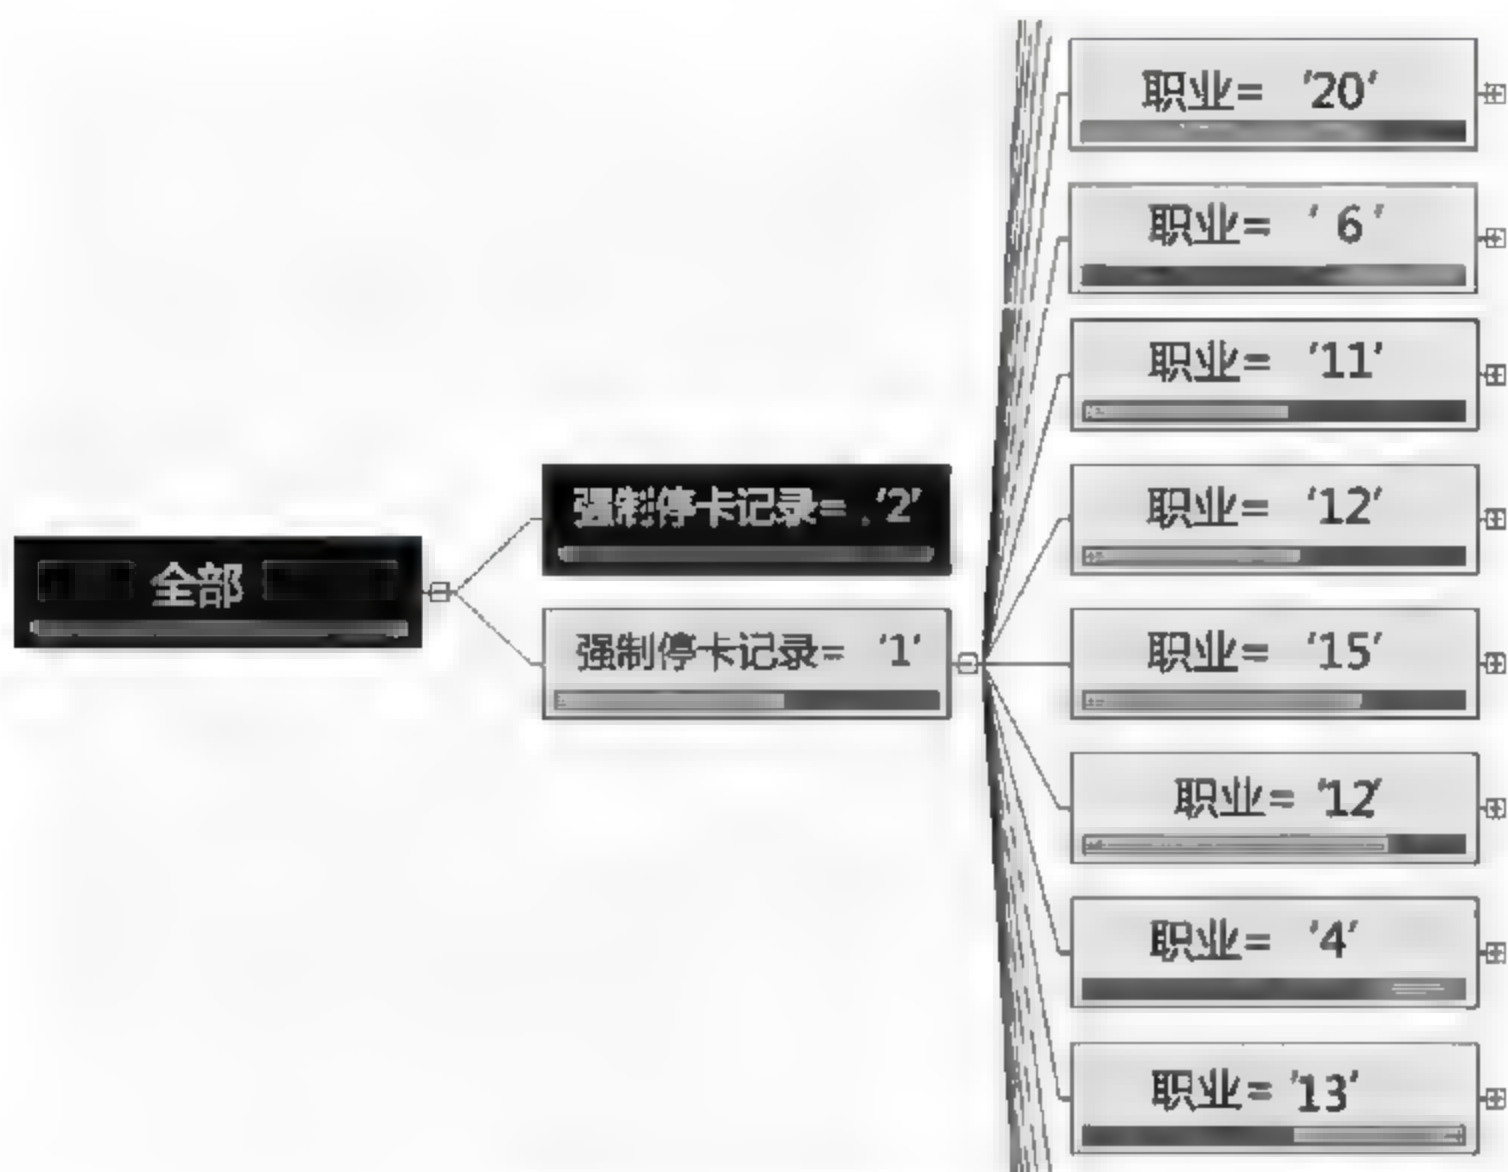 全部
强制停卡记录= '2'
强制停卡记录= '1'
职业= '20'
职业= '6'
职业= '11'
职业= '12'
职业= '15'
职业= '12'
职业= '4'
职业= '13'